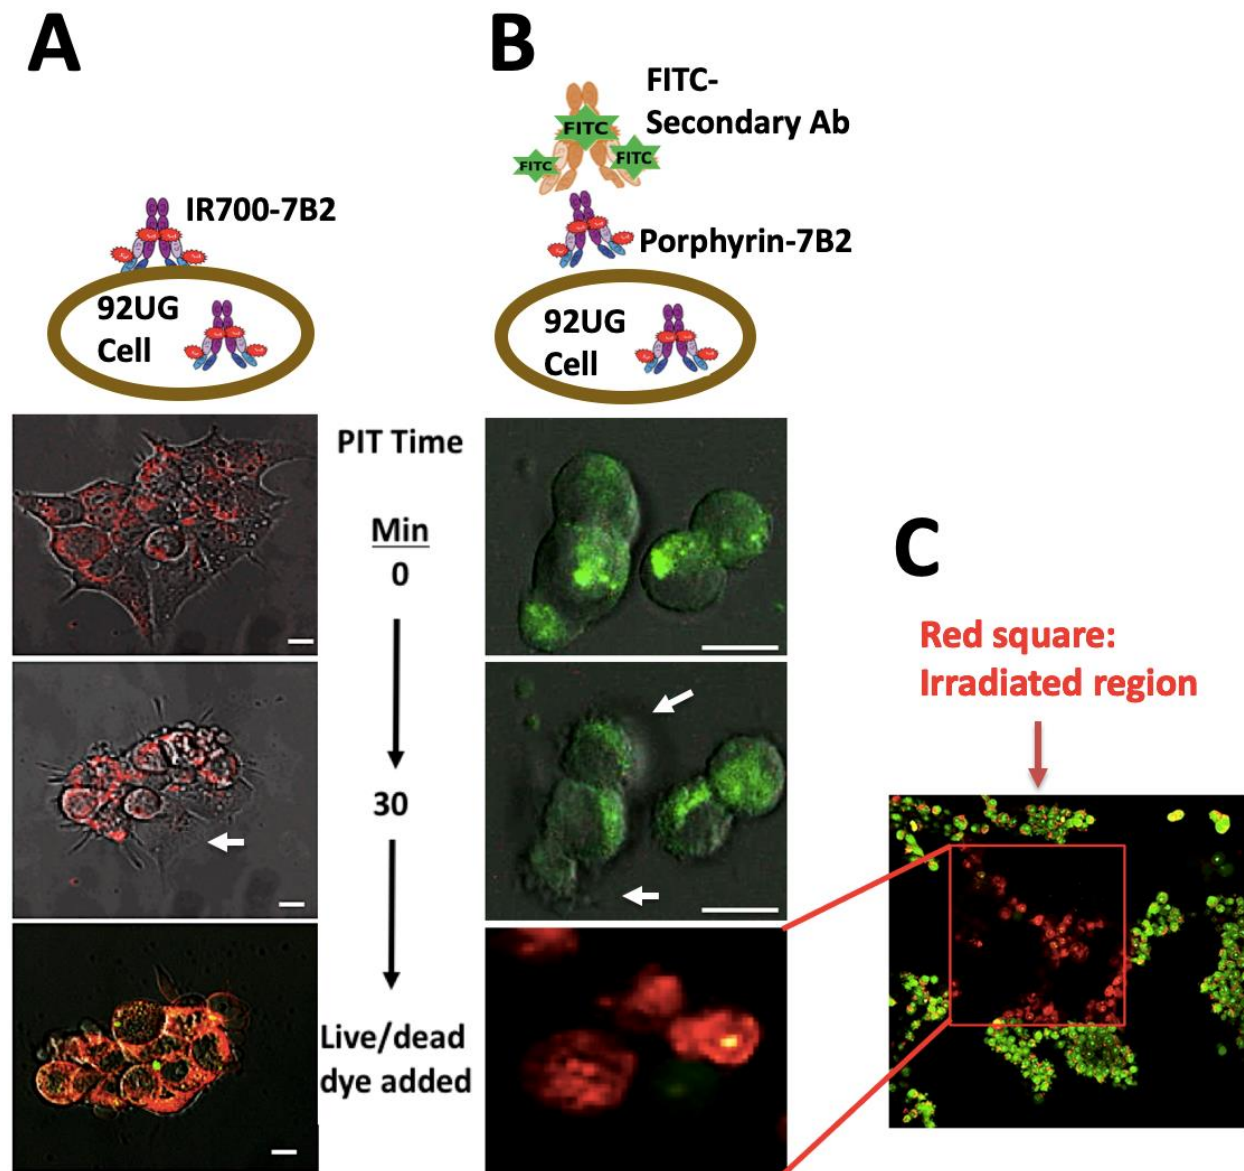 A
IR700-7B2
92UG
Cell
B
FITC-
Secondary Ab
FITC
FITC
FITC
Porphyrin-7B2
92UG
Cell
PIT Time
Min
0
30
Live/dead
dye added
C
Red square:
Irradiated region